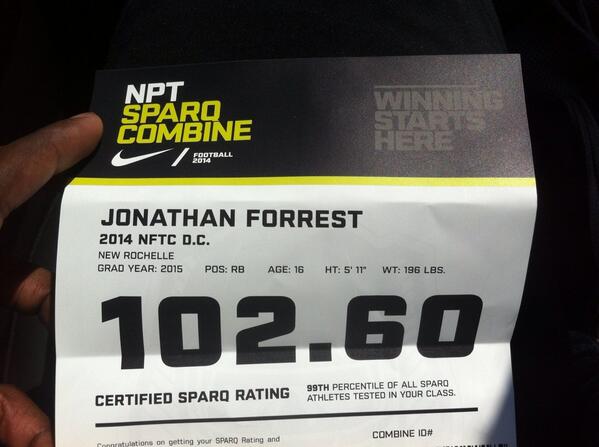 NPT
SPARQ
COMBINE
FOOTBALL
2014
WINNING
STARTS
HERE
JONATHAN FORREST
2014 NFTC D.C.
NEW ROCHELLE
GRAD YEAR: 2015 POS: RB AGE: 16 HT: 5' 11" WT: 196 LBS.
102.60
CERTIFIED SPARQ RATING
99TH PERCENTILE OF ALL SPARQ
ATHLETES TESTED IN YOUR CLASS.
COMBINE ID#
Congratulations on getting your SPARQ Rating and